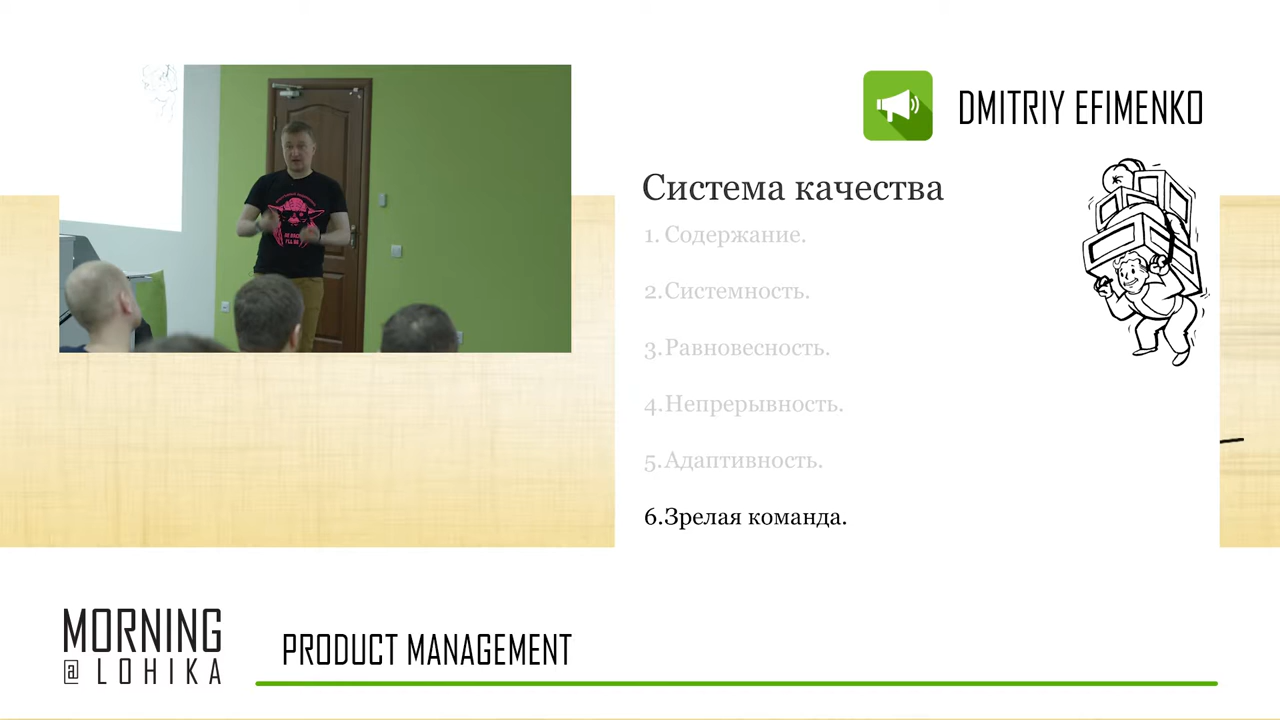 DMITRIY EFIMENKO
Система качества
1. Содержание.
2.Системность.
3.Равновесность.
4.Непрерывность.
5.Адаптивность.
6.Зрелая команда.
MORNING
@ LOHIKA
PRODUCT MANAGEMENT